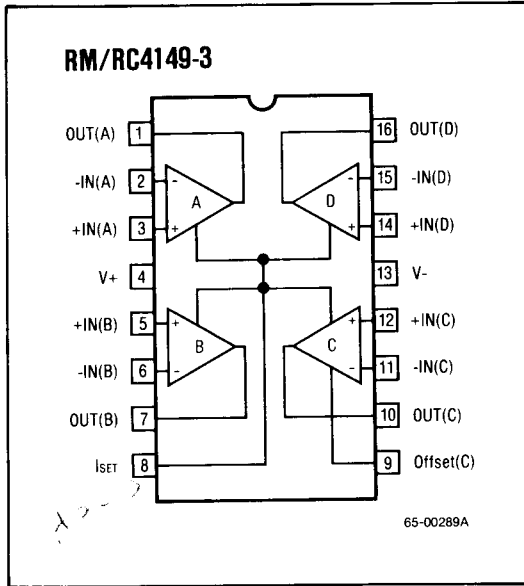 RM/RC4149-3
OUT(A) 1
16 OUT(D)
-IN(A) 2
15 -IN(D)
+IN(A) 3
14 +IN(D)
V+ 4
13 V-
+IN(B) 5
12 +IN(C)
-IN(B) 6
11 -IN(C)
OUT(B) 7
10 OUT(C)
ISET 8
9 Offset(C)
- A +
- D +
+ B -
+ C -
65-00289A